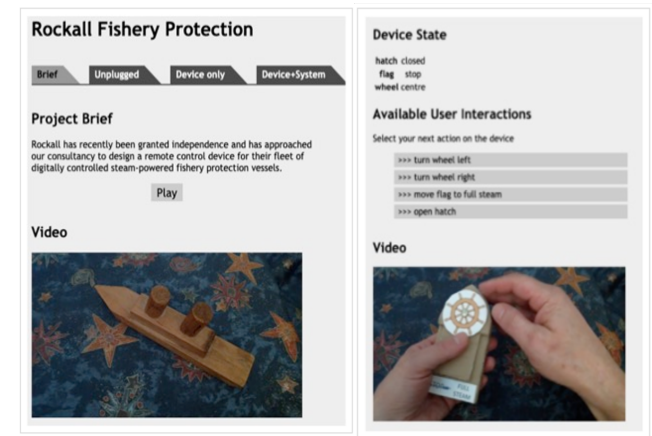 Rockall Fishery Protection
Brief Unplugged Device only Device+System
Project Brief
Rockall has recently been granted independence and has approached
our consultancy to design a remote control device for their fleet of
digitally controlled steam-powered fishery protection vessels.
Play
Video
Device State
hatch closed
flag stop
wheel centre
Available User Interactions
Select your next action on the device
>>> turn wheel left
>>> turn wheel right
>>> move flag to full steam
>>> open hatch
Video
FULL
STEAM